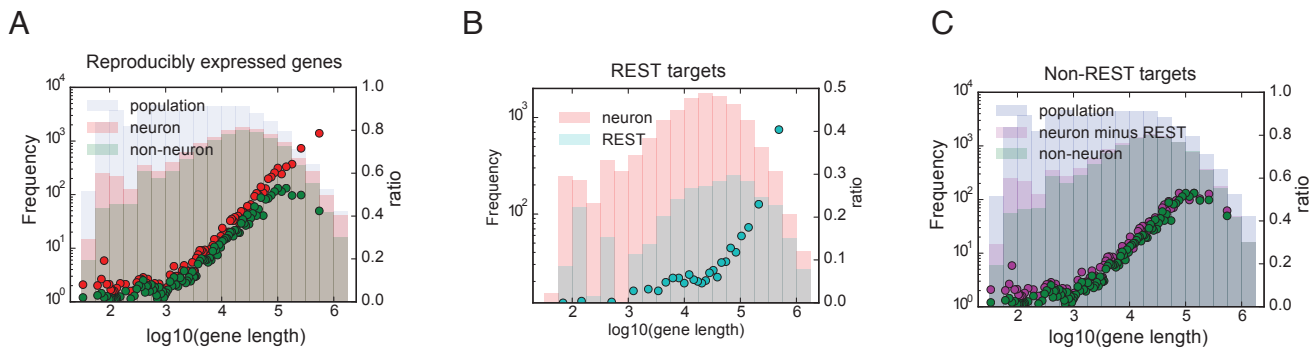 A
Reproducibly expressed genes
population
neuron
non-neuron
Frequency
10^4
10^3
10^2
10^1
10^0
1.0
0.8
0.6
0.4
0.2
0.0
ratio
2 3 4 5 6
log10(gene length)
B
REST targets
neuron
REST
Frequency
10^3
10^2
0.5
0.4
0.3
0.2
0.1
0.0
ratio
2 3 4 5 6
log10(gene length)
C
Non-REST targets
population
neuron minus REST
non-neuron
Frequency
10^4
10^3
10^2
10^1
10^0
1.0
0.8
0.6
0.4
0.2
0.0
ratio
2 3 4 5 6
log10(gene length)